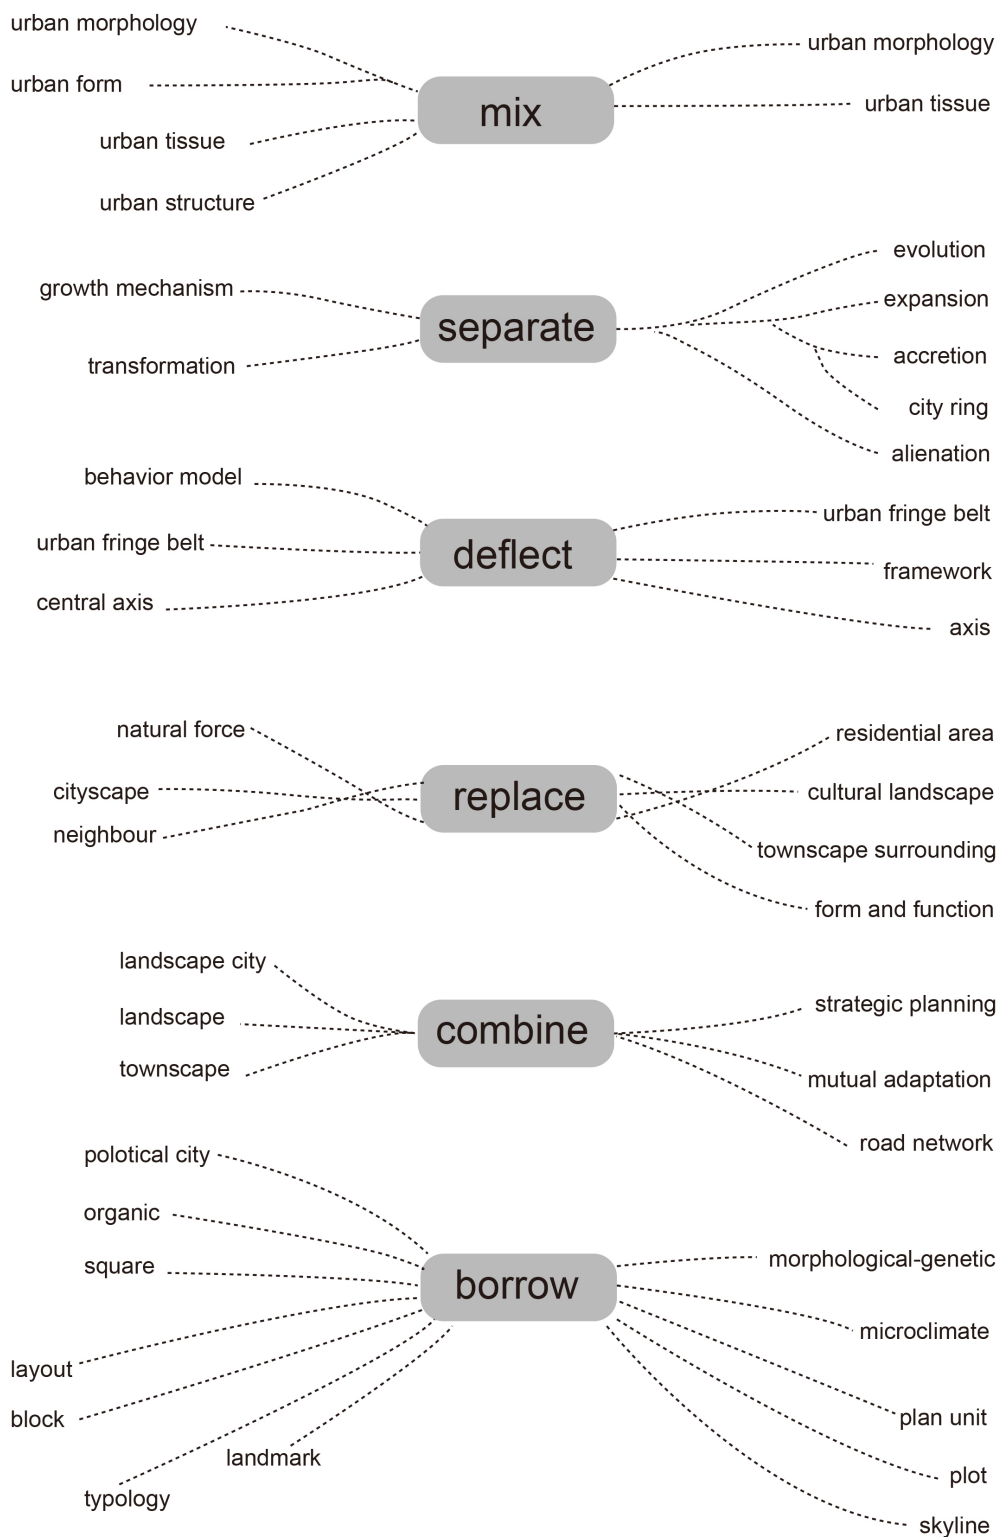 urban morphology
urban form
urban tissue
urban structure
mix
urban morphology
urban tissue
growth mechanism
transformation
separate
evolution
expansion
accretion
city ring
alienation
behavior model
urban fringe belt
central axis
deflect
urban fringe belt
framework
axis
natural force
cityscape
neighbour
replace
residential area
cultural landscape
townscape surrounding
form and function
landscape city
landscape
townscape
combine
strategic planning
mutual adaptation
road network
polotical city
organic
square
layout
block
typology
landmark
borrow
morphological-genetic
microclimate
plan unit
plot
skyline